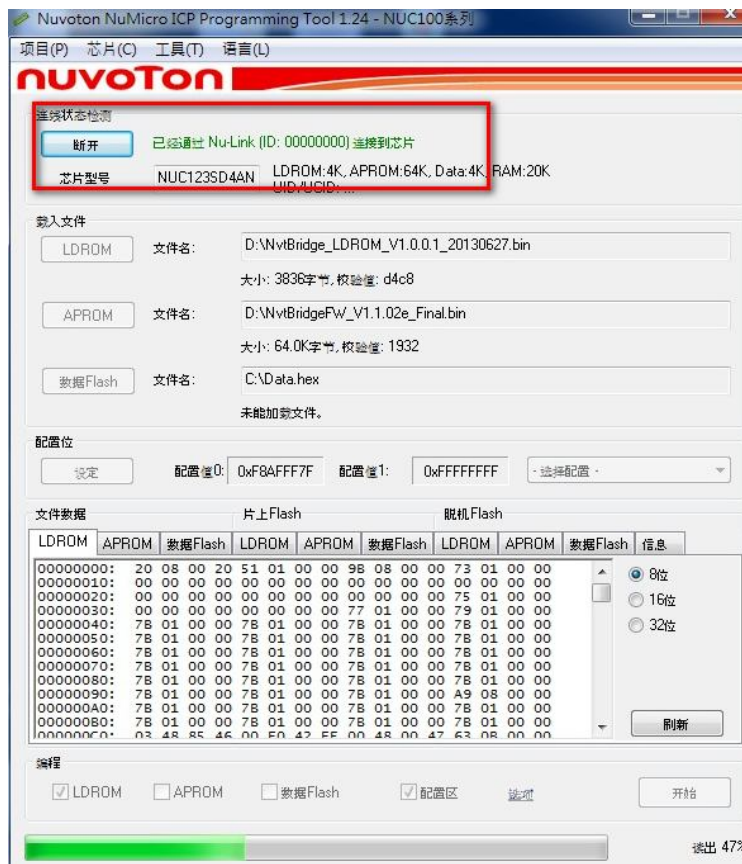 Nuvoton NuMicro ICP Programming Tool 1.24 - NUC100系列
项目(P) 芯片(C) 工具(T) 语言(L)
nuvoTon
连线状态检测
断开 已经通过 Nu-Link (ID: 00000000) 连接到芯片
芯片型号 NUC123SD4AN LDROM:4K, APROM:64K, Data:4K, RAM:20K
UID/UCID: ...
载入文件
LDROM 文件名: D:\NvtBridge_LDROM_V1.0.0.1_20130627.bin
大小: 3836字节, 校验值: d4c8
APROM 文件名: D:\NvtBridgeFW_V1.1.02e_Final.bin
大小: 64.0K字节, 校验值: 1932
数据Flash 文件名: C:\Data.hex
未能加载文件。
配置位
设定 配置值0: 0xF8AFFF7F 配置值1: 0xFFFFFFFF - 选择配置 -
文件数据 片上Flash 脱机Flash
LDROM APROM 数据Flash LDROM APROM 数据Flash LDROM APROM 数据Flash 信息
00000000: 20 08 00 20 51 01 00 00 9B 08 00 00 73 01 00 00
00000010: 00 00 00 00 00 00 00 00 00 00 00 00 00 00 00 00
00000020: 00 00 00 00 00 00 00 00 00 00 00 00 75 01 00 00
00000030: 00 00 00 00 00 00 00 00 77 01 00 00 79 01 00 00
00000040: 7B 01 00 00 7B 01 00 00 7B 01 00 00 7B 01 00 00
00000050: 7B 01 00 00 7B 01 00 00 7B 01 00 00 7B 01 00 00
00000060: 7B 01 00 00 7B 01 00 00 7B 01 00 00 7B 01 00 00
00000070: 7B 01 00 00 7B 01 00 00 7B 01 00 00 7B 01 00 00
00000080: 7B 01 00 00 7B 01 00 00 7B 01 00 00 7B 01 00 00
00000090: 7B 01 00 00 7B 01 00 00 7B 01 00 00 A9 08 00 00
000000A0: 7B 01 00 00 7B 01 00 00 7B 01 00 00 7B 01 00 00
000000B0: 7B 01 00 00 7B 01 00 00 7B 01 00 00 7B 01 00 00
000000C0: 03 48 85 46 00 F0 42 FF 00 48 00 47 63 0B 00 00
8位
16位
32位
刷新
编程
LDROM APROM 数据Flash 配置区 选项 开始
读出 47%